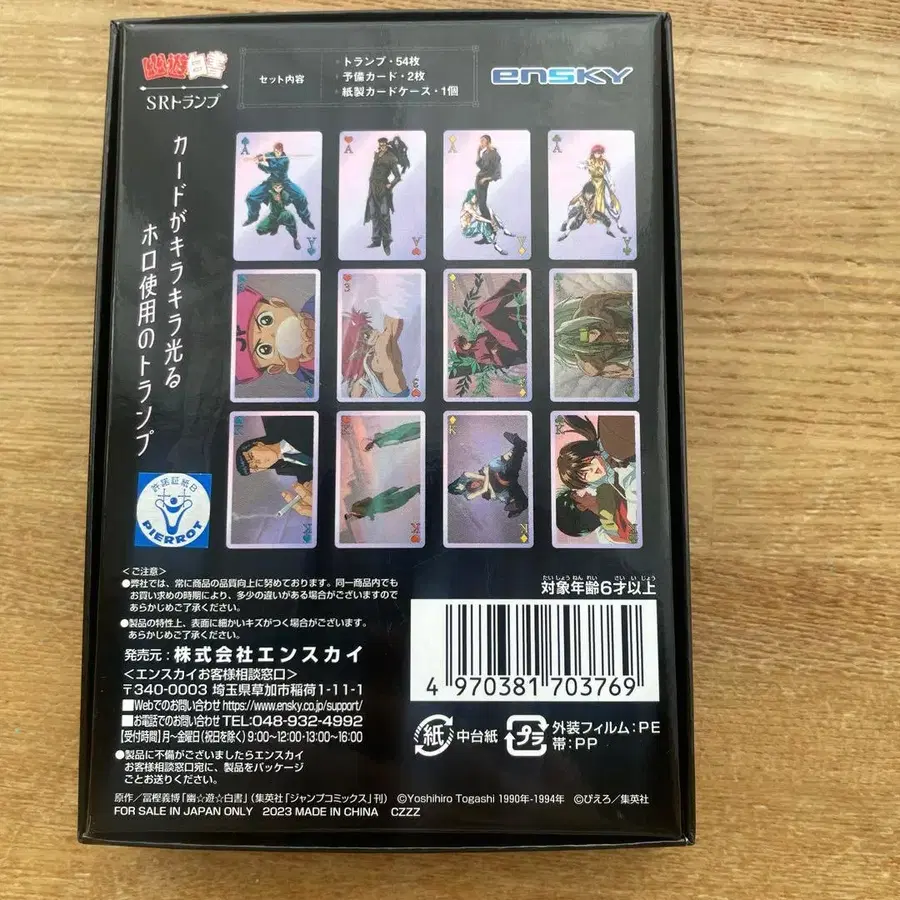 幽遊白書
SRトランプ
セット内容
・トランプ・54枚
・予備カード・2枚
・紙製カードケース・1個
ensky
カードがキラキラ光る
ホロ使用のトランプ
A
A
A
A
K
K
K
K
許諾証紙B
PIERROT
<ご注意>
●弊社では、常に商品の品質向上に努めております。同一商品内でも
お買い求めの時期により、多少の違いがある場合がございますので
あらかじめご了承ください。
●製品の特性上、表面に細かいキズがつく場合がございます。
あらかじめご了承ください。
発売元:株式会社エンスカイ
<エンスカイお客様相談窓口>
〒340-0003 埼玉県草加市稲荷1-11-1
■Webでのお問い合わせ https://www.ensky.co.jp/support/
■お電話でのお問い合わせ TEL:048-932-4992
【受付時間】月〜金曜日(祝日を除く) 9:00〜12:00・13:00〜16:00
●製品に不備がございましたらエンスカイ
お客様相談窓口宛に、製品をパッケージ
ごとお送りください。
たいしょうねんれい さいいじょう
対象年齢6才以上
4 970381 703769
紙 中台紙
プラ 外装フィルム:PE
帯:PP
原作/冨樫義博「幽☆遊☆白書」(集英社「ジャンプコミックス」刊) ©Yoshihiro Togashi 1990年-1994年 ©ぴえろ/集英社
FOR SALE IN JAPAN ONLY 2023 MADE IN CHINA CZZZ